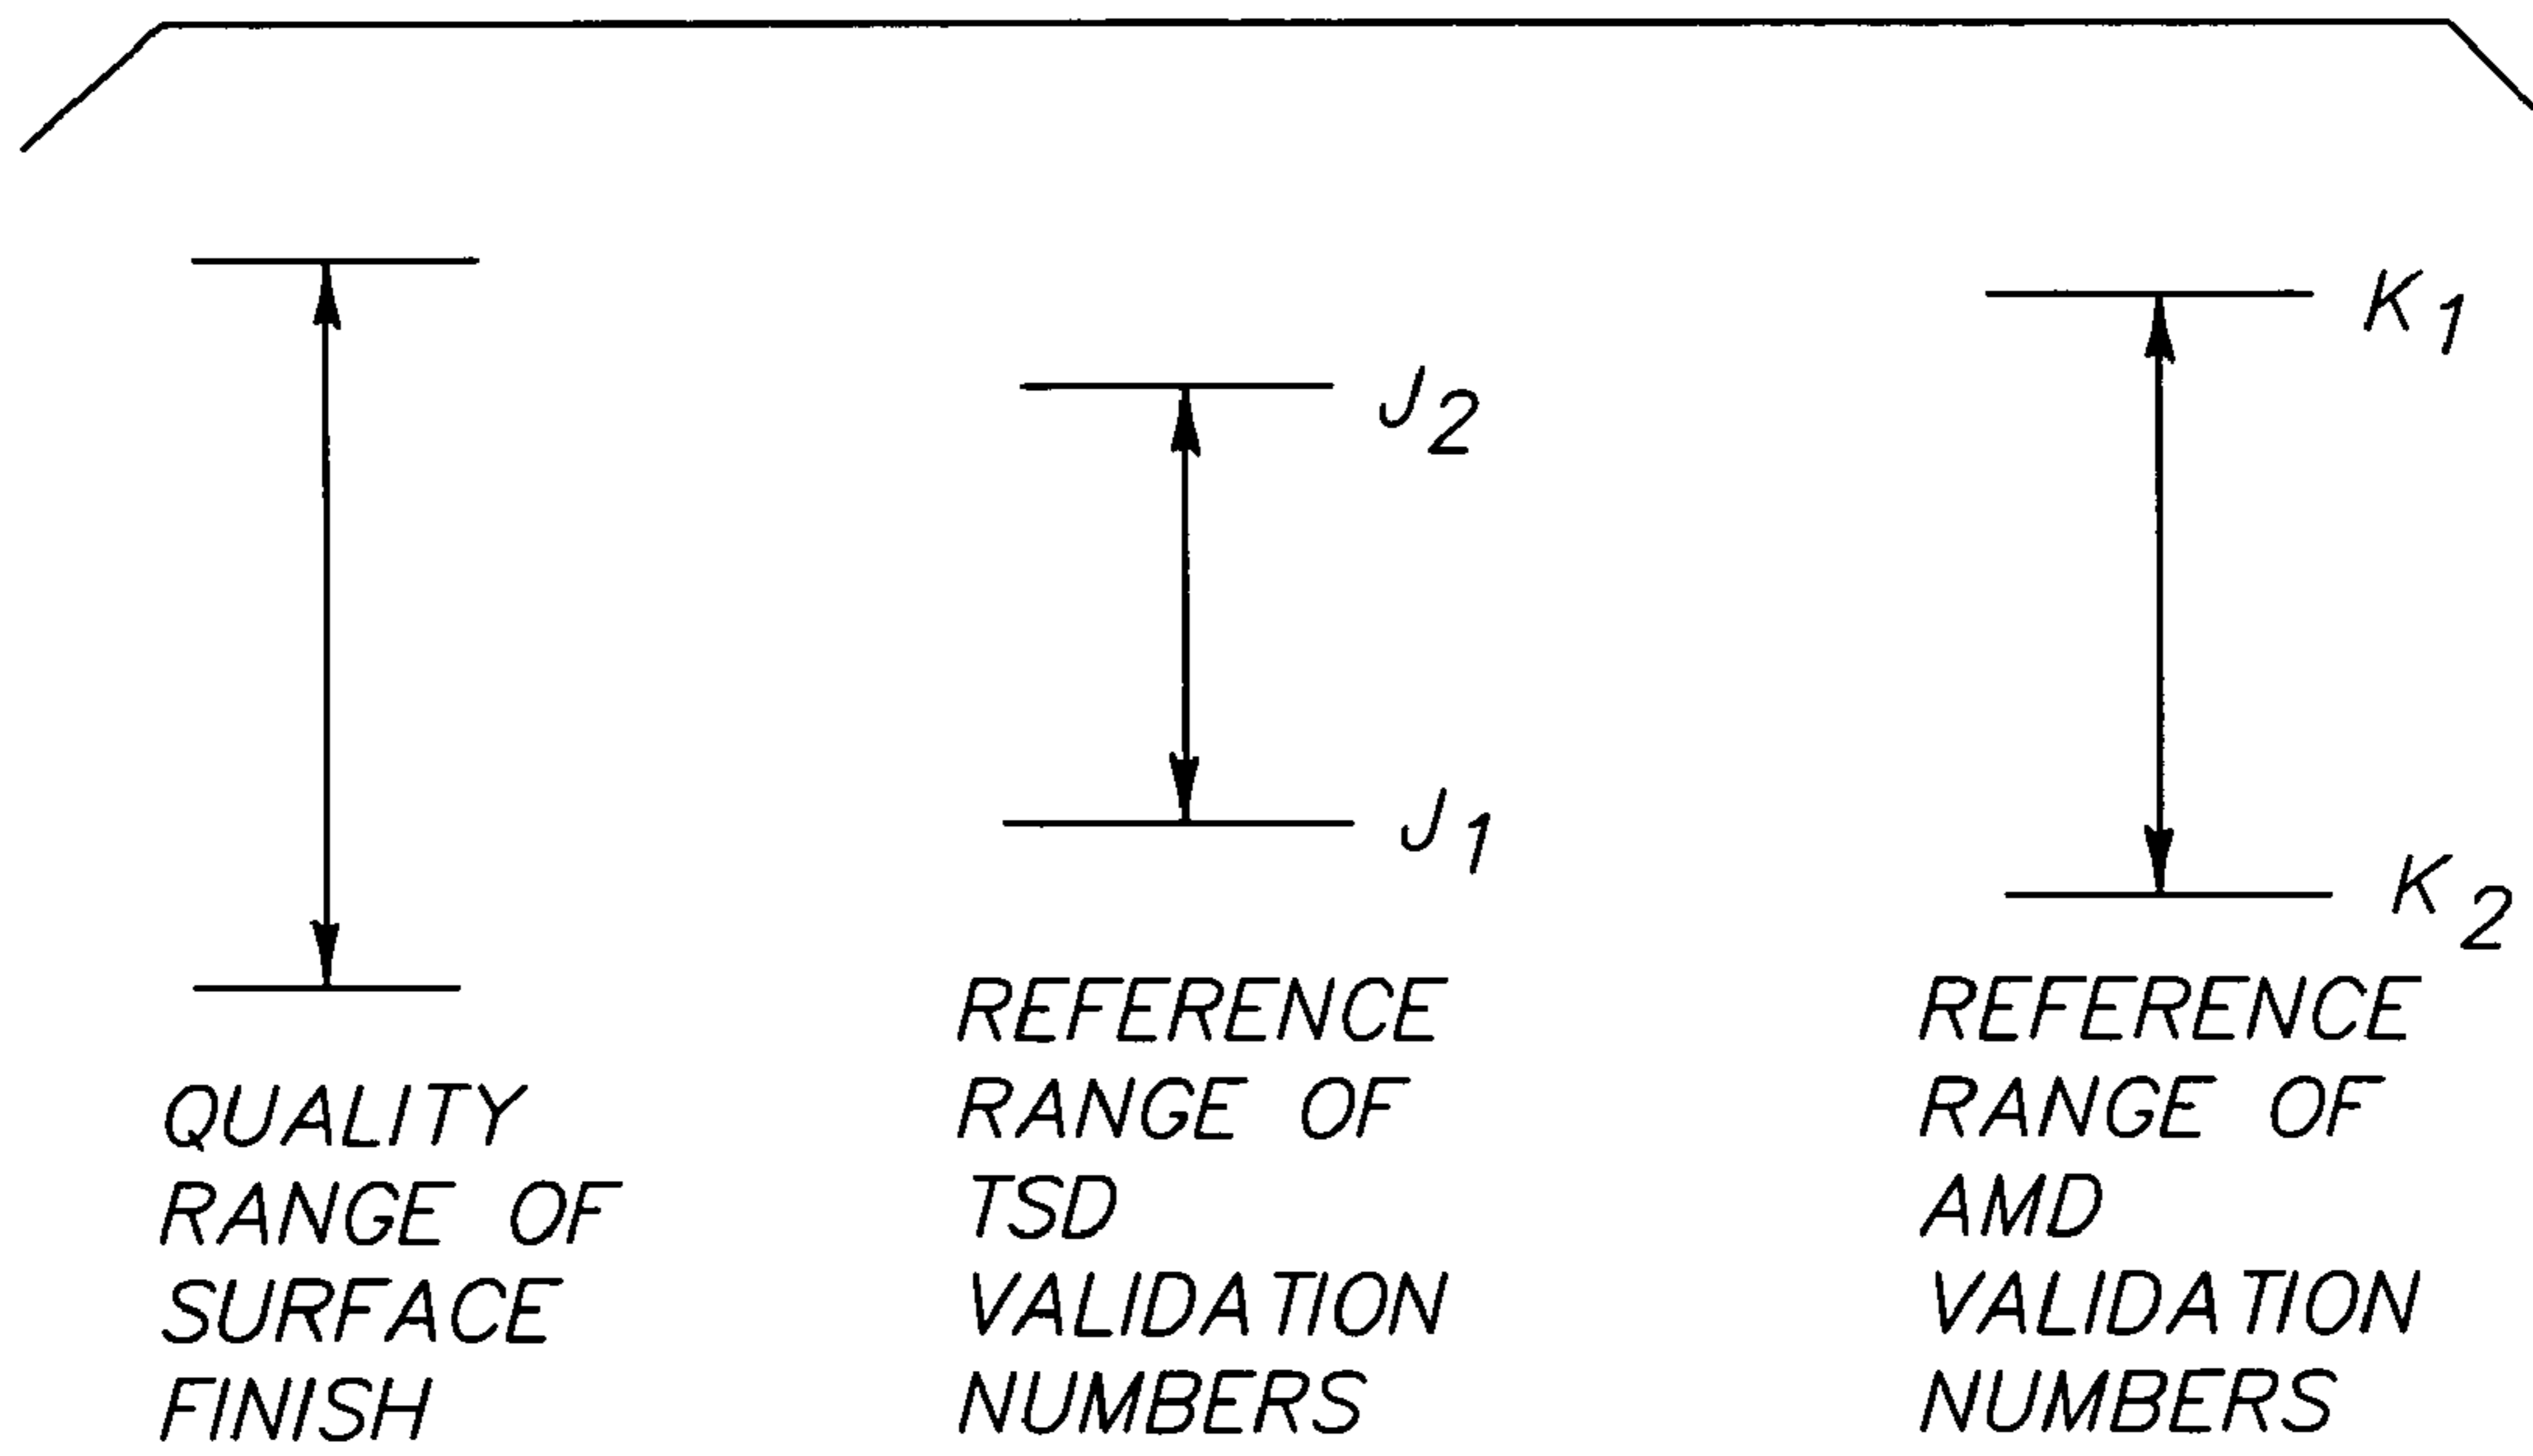 K1
J2
J1
K2
QUALITY
RANGE OF
SURFACE
FINISH
REFERENCE
RANGE OF
TSD
VALIDATION
NUMBERS
REFERENCE
RANGE OF
AMD
VALIDATION
NUMBERS